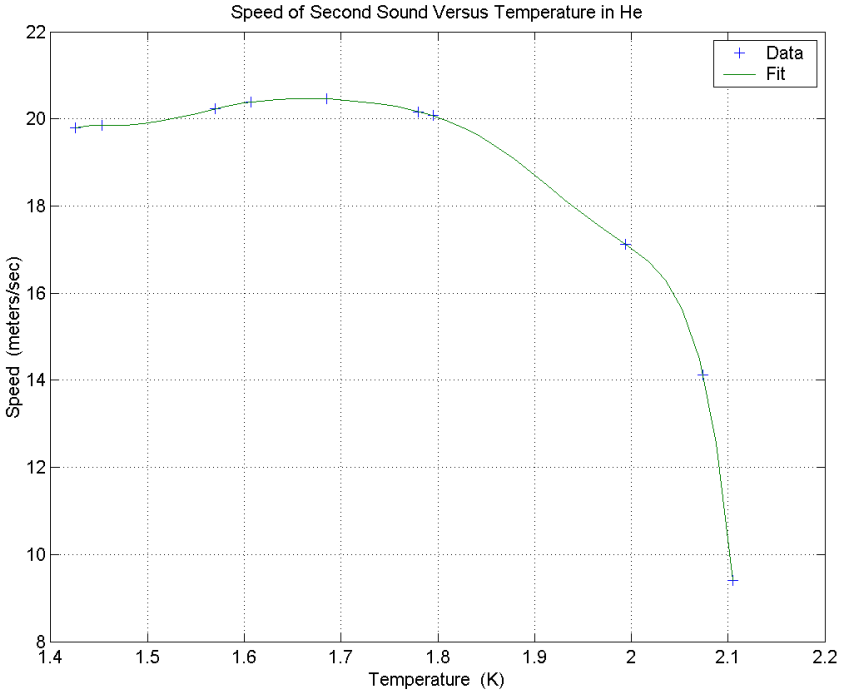 Speed of Second Sound Versus Temperature in He
22
20
18
16
14
12
10
8
Speed (meters/sec)
Data
Fit
1.4 1.5 1.6 1.7 1.8 1.9 2 2.1 2.2
Temperature (K)